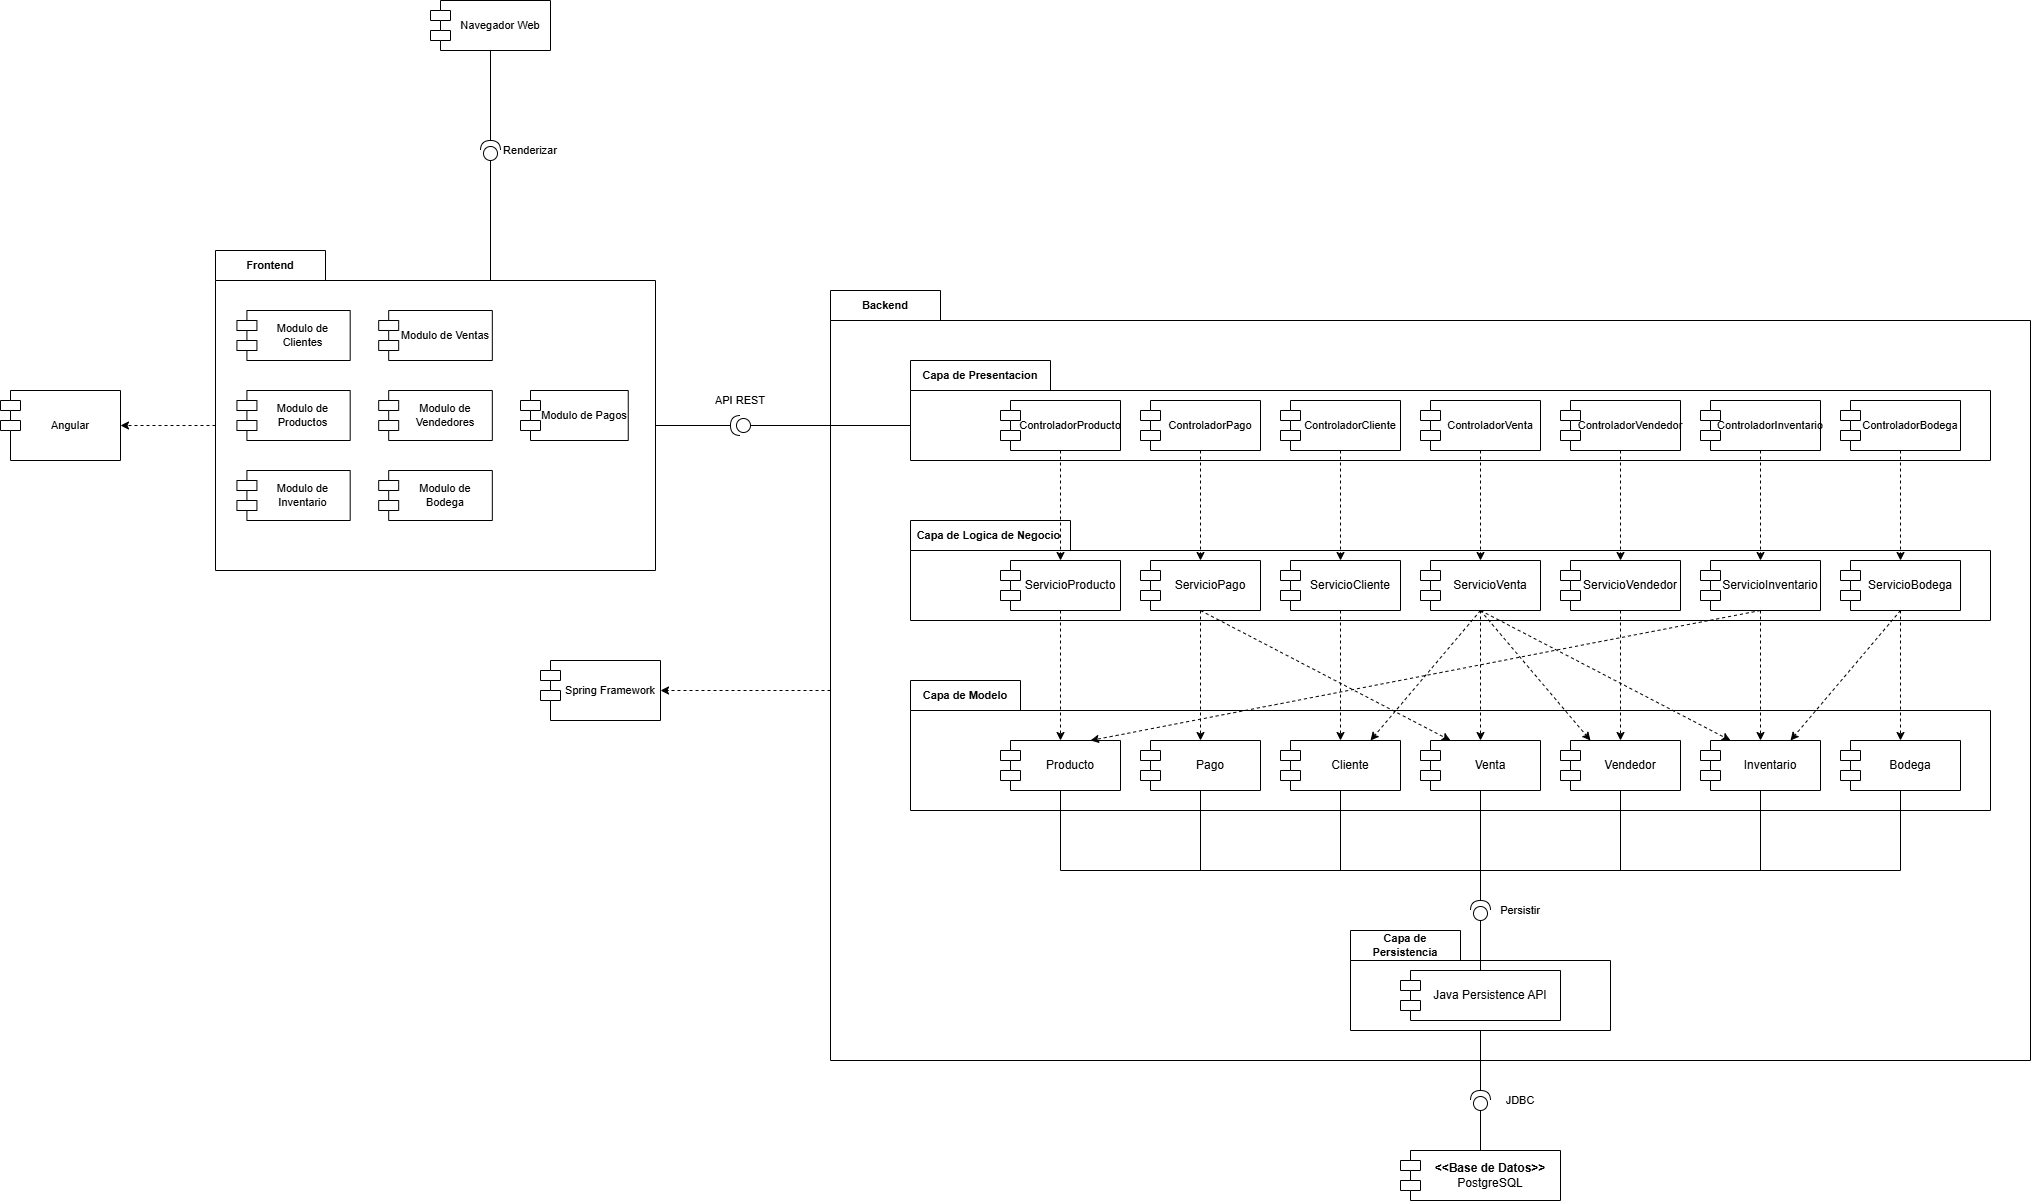 Navegador Web
Renderizar
Frontend
Modulo de
Clientes
Modulo de Ventas
Modulo de
Productos
Modulo de
Vendedores
Modulo de Pagos
Modulo de
Inventario
Modulo de
Bodega
Angular
API REST
Spring Framework
Backend
Capa de Presentacion
ControladorProducto
ControladorPago
ControladorCliente
ControladorVenta
ControladorVendedor
ControladorInventario
ControladorBodega
Capa de Logica de Negocio
ServicioProducto
ServicioPago
ServicioCliente
ServicioVenta
ServicioVendedor
ServicioInventario
ServicioBodega
Capa de Modelo
Producto
Pago
Cliente
Venta
Vendedor
Inventario
Bodega
Persistir
Capa de
Persistencia
Java Persistence API
JDBC
<<Base de Datos>>
PostgreSQL